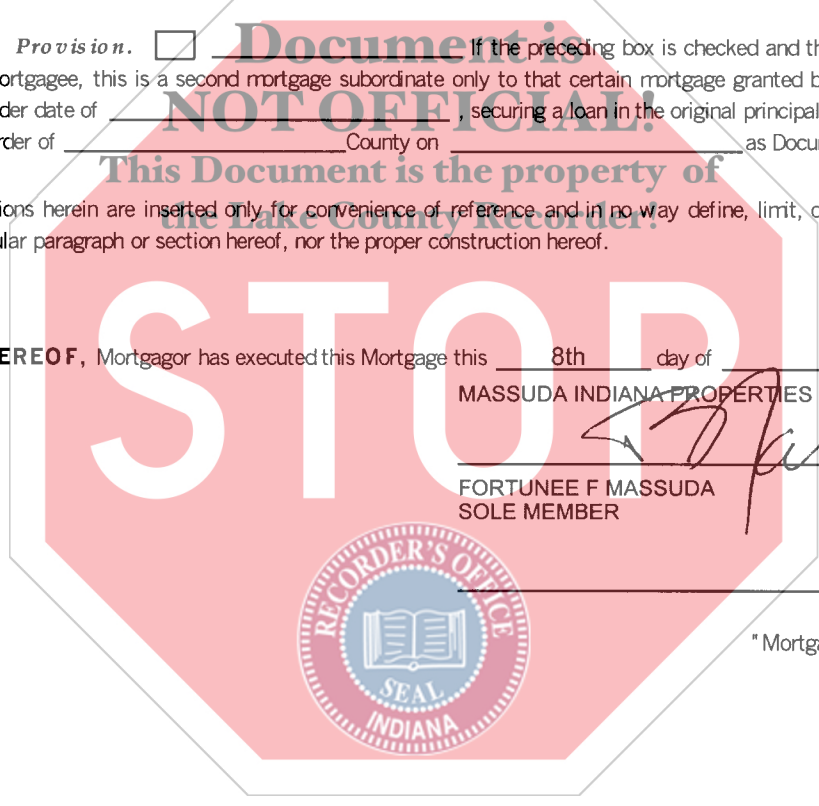 Document is
Provision. If the preceding box is checked and th
ortgagee, this is a second mortgage subordinate only to that certain mortgage granted b
der date of , securing a loan in the original principal
NOT OFFICIAL!
rder of County on as Docu
This Document is the property of
ions herein are inserted only for convenience of reference and in no way define, limit, o
the Lake County Recorder!
ular paragraph or section hereof, nor the proper construction hereof.
STOP
EREOF, Mortgagor has executed this Mortgage this 8th day of
MASSUDA INDIANA PROPERTIES
FORTUNEE F MASSUDA
SOLE MEMBER
RECORDER'S OFFICE
SEAL
INDIANA
"Mortga